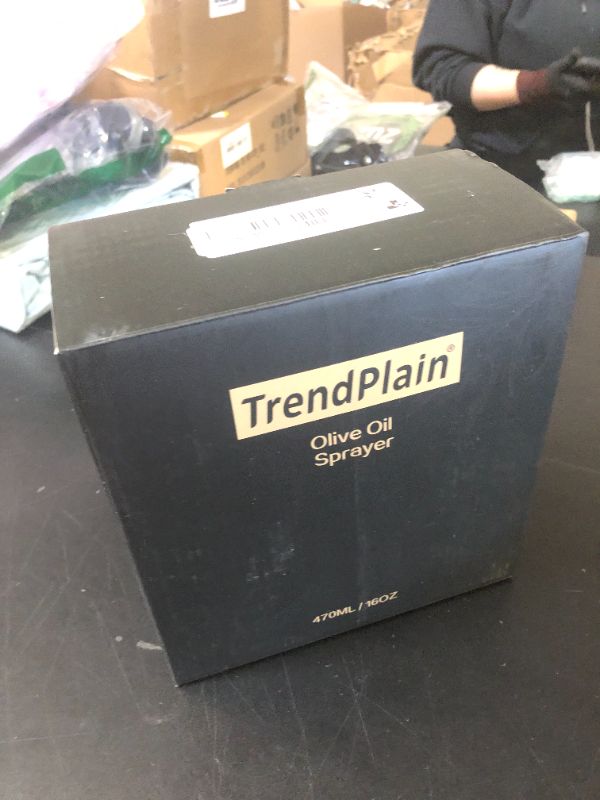 TrendPlain®
Olive Oil
Sprayer
470ML / 16OZ